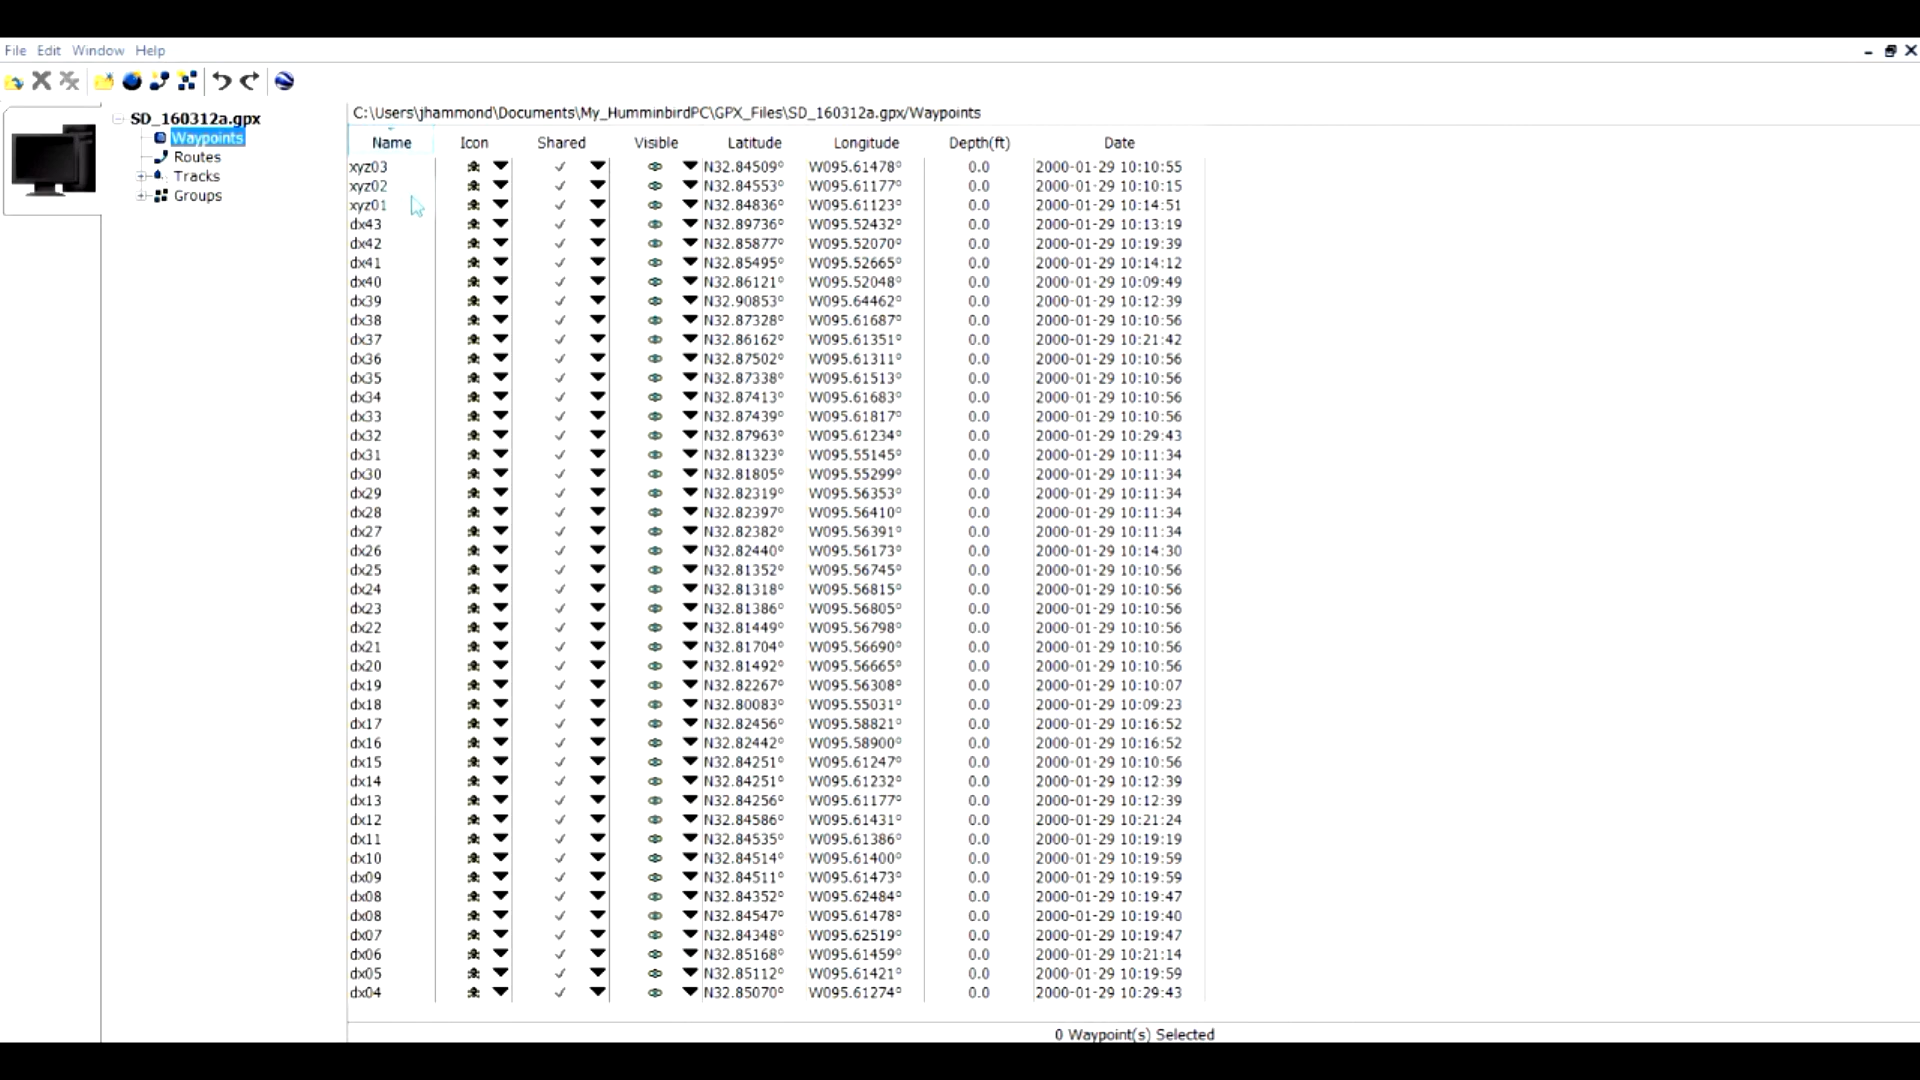 File Edit Window Help
C:\Users\jhammond\Documents\My_HumminbirdPC\GPX_Files\SD_160312a.gpx/Waypoints
SD_160312a.gpx
Waypoints
Routes
Tracks
Groups
Name Icon Shared Visible Latitude Longitude Depth(ft) Date
xyz03 N32.84509° W095.61478° 0.0 2000-01-29 10:10:55
xyz02 N32.84553° W095.61177° 0.0 2000-01-29 10:10:15
xyz01 N32.84836° W095.61123° 0.0 2000-01-29 10:14:51
dx43 N32.89736° W095.52432° 0.0 2000-01-29 10:13:19
dx42 N32.85877° W095.52070° 0.0 2000-01-29 10:19:39
dx41 N32.85495° W095.52665° 0.0 2000-01-29 10:14:12
dx40 N32.86121° W095.52048° 0.0 2000-01-29 10:09:49
dx39 N32.90853° W095.64462° 0.0 2000-01-29 10:12:39
dx38 N32.87328° W095.61687° 0.0 2000-01-29 10:10:56
dx37 N32.86162° W095.61351° 0.0 2000-01-29 10:21:42
dx36 N32.87502° W095.61311° 0.0 2000-01-29 10:10:56
dx35 N32.87338° W095.61513° 0.0 2000-01-29 10:10:56
dx34 N32.87413° W095.61683° 0.0 2000-01-29 10:10:56
dx33 N32.87439° W095.61817° 0.0 2000-01-29 10:10:56
dx32 N32.87963° W095.61234° 0.0 2000-01-29 10:29:43
dx31 N32.81323° W095.55145° 0.0 2000-01-29 10:11:34
dx30 N32.81805° W095.55299° 0.0 2000-01-29 10:11:34
dx29 N32.82319° W095.56353° 0.0 2000-01-29 10:11:34
dx28 N32.82397° W095.56410° 0.0 2000-01-29 10:11:34
dx27 N32.82382° W095.56391° 0.0 2000-01-29 10:11:34
dx26 N32.82440° W095.56173° 0.0 2000-01-29 10:14:30
dx25 N32.81352° W095.56745° 0.0 2000-01-29 10:10:56
dx24 N32.81318° W095.56815° 0.0 2000-01-29 10:10:56
dx23 N32.81386° W095.56805° 0.0 2000-01-29 10:10:56
dx22 N32.81449° W095.56798° 0.0 2000-01-29 10:10:56
dx21 N32.81704° W095.56690° 0.0 2000-01-29 10:10:56
dx20 N32.81492° W095.56665° 0.0 2000-01-29 10:10:56
dx19 N32.82267° W095.56308° 0.0 2000-01-29 10:10:07
dx18 N32.80083° W095.55031° 0.0 2000-01-29 10:09:23
dx17 N32.82456° W095.58821° 0.0 2000-01-29 10:16:52
dx16 N32.82442° W095.58900° 0.0 2000-01-29 10:16:52
dx15 N32.84251° W095.61247° 0.0 2000-01-29 10:10:56
dx14 N32.84251° W095.61232° 0.0 2000-01-29 10:12:39
dx13 N32.84256° W095.61177° 0.0 2000-01-29 10:12:39
dx12 N32.84586° W095.61431° 0.0 2000-01-29 10:21:24
dx11 N32.84535° W095.61386° 0.0 2000-01-29 10:19:19
dx10 N32.84514° W095.61400° 0.0 2000-01-29 10:19:59
dx09 N32.84511° W095.61473° 0.0 2000-01-29 10:19:59
dx08 N32.84352° W095.62484° 0.0 2000-01-29 10:19:47
dx08 N32.84547° W095.61478° 0.0 2000-01-29 10:19:40
dx07 N32.84348° W095.62519° 0.0 2000-01-29 10:19:47
dx06 N32.85168° W095.61459° 0.0 2000-01-29 10:21:14
dx05 N32.85112° W095.61421° 0.0 2000-01-29 10:19:59
dx04 N32.85070° W095.61274° 0.0 2000-01-29 10:29:43
0 Waypoint(s) Selected